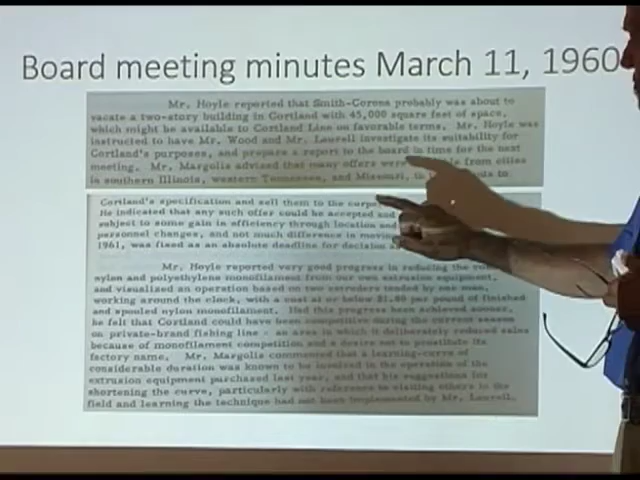 Board meeting minutes March 11, 1960
Mr. Hoyle reported that Smith-Corona probably was about to
vacate a two-story building in Cortland with 45,000 square feet of space,
which might be available to Cortland Line on favorable terms. Mr. Hoyle was
instructed to have Mr. Wood and Mr. Laurell investigate its suitability for
Cortland's purposes, and prepare a report to the board in time for the next
meeting. Mr. Margolis advised that many offers were from cities
in southern Illinois, western Tennessee, and Missouri, to
Cortland's specification and sell them to the
He indicated that any such offer could be accepted and
subject to some gain in efficiency through location and
personnel changes, and not much difference in moving
1961, was fixed as an absolute deadline for decision
Mr. Hoyle reported very good progress in reducing the
nylon and polyethylene monofilament from our own extrusion equipment,
and visualized an operation based on two extruders tended by one man,
working around the clock, with a cost at or below $1.80 per pound of finished
and spooled nylon monofilament. Had this progress been achieved sooner,
he felt that Cortland could have been competitive during the current season
on private-brand fishing line - an area in which it deliberately reduced sales
because of monofilament competition and a desire not to prostitute its
factory name. Mr. Margolis commented that a learning-curve of
considerable duration was known to be involved in the operation of the
extrusion equipment purchased last year, and that his suggestions for
shortening the curve, particularly with reference to visiting others in the
field and learning the technique had not been implemented by Mr. Laurell.